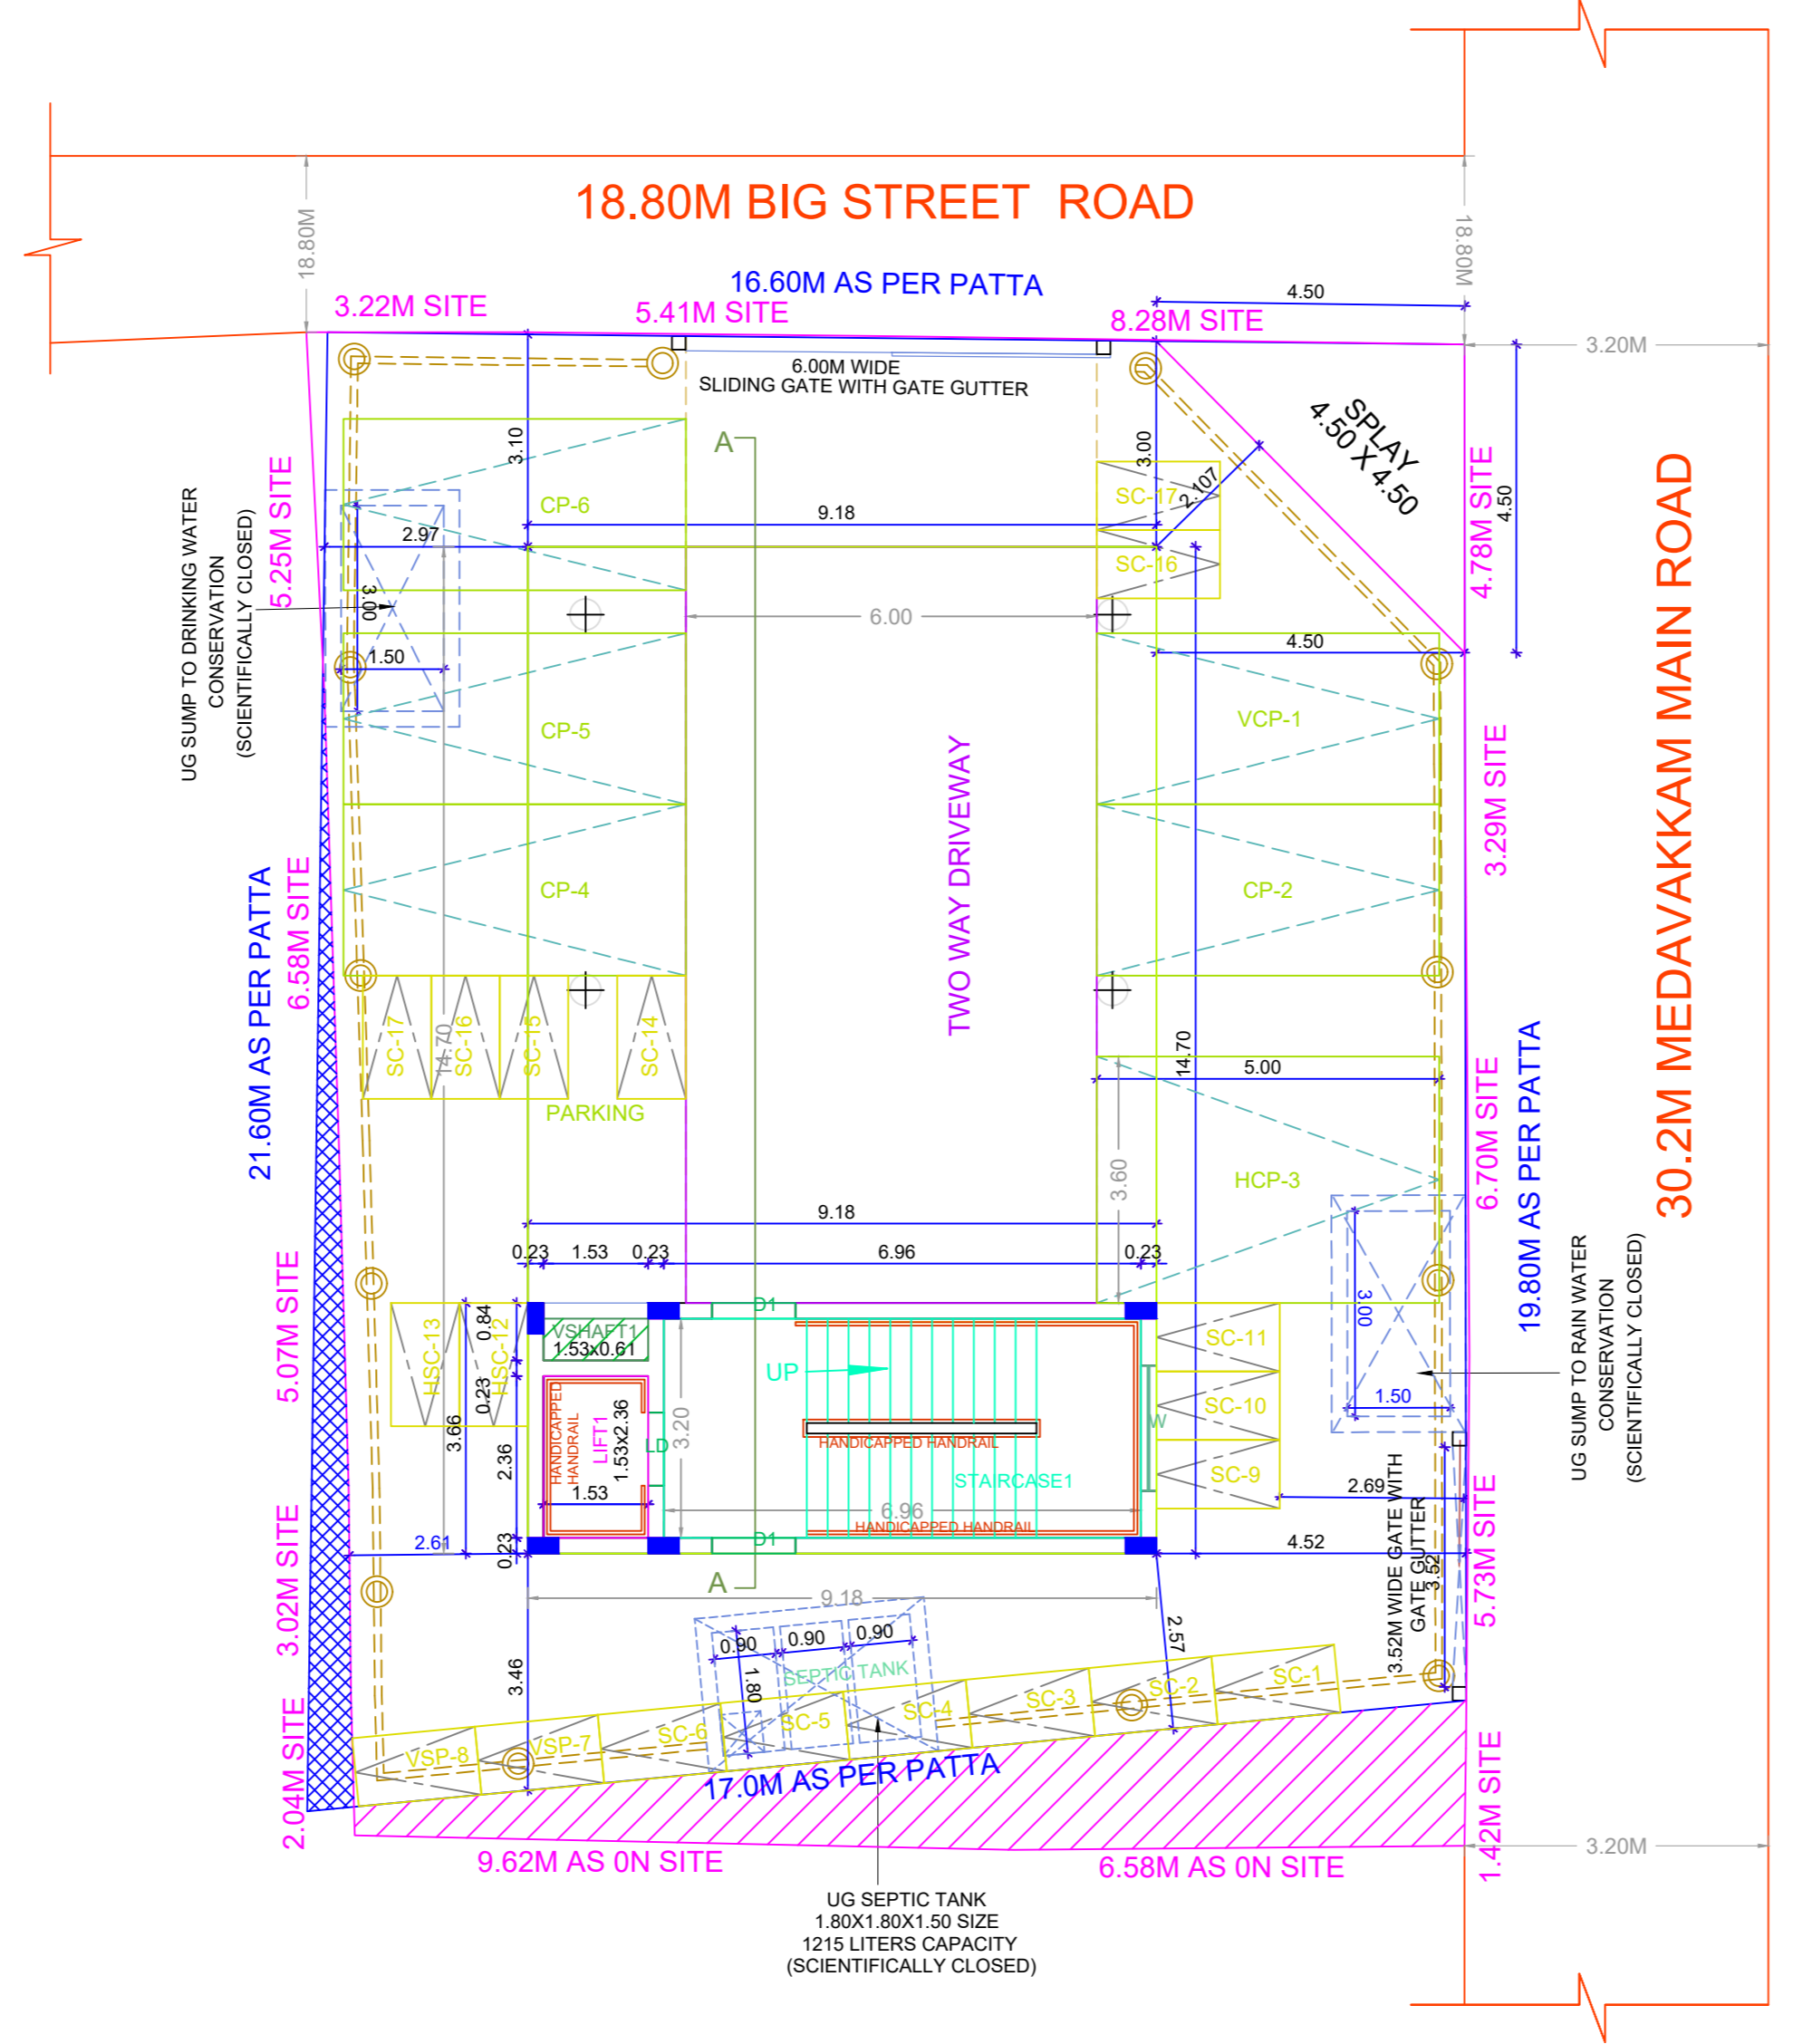 18.80M BIG STREET  ROAD
18.80M
18.80M
16.60M AS PER PATTA
4.50
3.22M SITE
5.41M SITE
8.28M SITE
3.20M
6.00M WIDE
SLIDING GATE WITH GATE GUTTER
SPLAY
4.50 X 4.50
A
3.10
3.00
2.107
4.78M SITE
4.50
30.2M MEDAVAKKAM MAIN ROAD
UG SUMP TO DRINKING WATER
CONSERVATION
(SCIENTIFICALLY CLOSED)
5.25M SITE
CP-6
SC-17
9.18
2.97
SC-16
3.00
6.00
1.50
4.50
CP-5
VCP-1
TWO WAY DRIVEWAY
3.29M SITE
21.60M AS PER PATTA
6.58M SITE
CP-4
CP-2
SC-17
SC-16
SC-15
SC-14
14.70
14.70
5.00
PARKING
3.60
HCP-3
6.70M SITE
19.80M AS PER PATTA
9.18
0.23
1.53
0.23
6.96
0.23
5.07M SITE
HSC-13
HSC-12
0.84
0.23
3.66
2.36
0.23
D1
VSHAFT1
1.53x0.61
UP
3.20
SC-11
SC-10
SC-9
3.00
1.50
UG SUMP TO RAIN WATER
CONSERVATION
(SCIENTIFICALLY CLOSED)
HANDICAPPED
HANDRAIL
LIFT1
1.53x2.36
LD
W
HANDICAPPED HANDRAIL
STAIRCASE1
1.53
6.96
HANDICAPPED HANDRAIL
D1
2.69
3.02M SITE
2.61
4.52
3.52M WIDE GATE WITH
GATE GUTTER
3.52
5.73M SITE
A
9.18
2.57
0.90
0.90
0.90
SEPTIC TANK
1.80
3.46
SC-1
SC-2
SC-3
SC-4
SC-5
SC-6
VSP-7
VSP-8
2.04M SITE
17.0M AS PER PATTA
1.42M SITE
3.20M
9.62M AS 0N SITE
6.58M AS 0N SITE
UG SEPTIC TANK
1.80X1.80X1.50 SIZE
1215 LITERS CAPACITY
(SCIENTIFICALLY CLOSED)